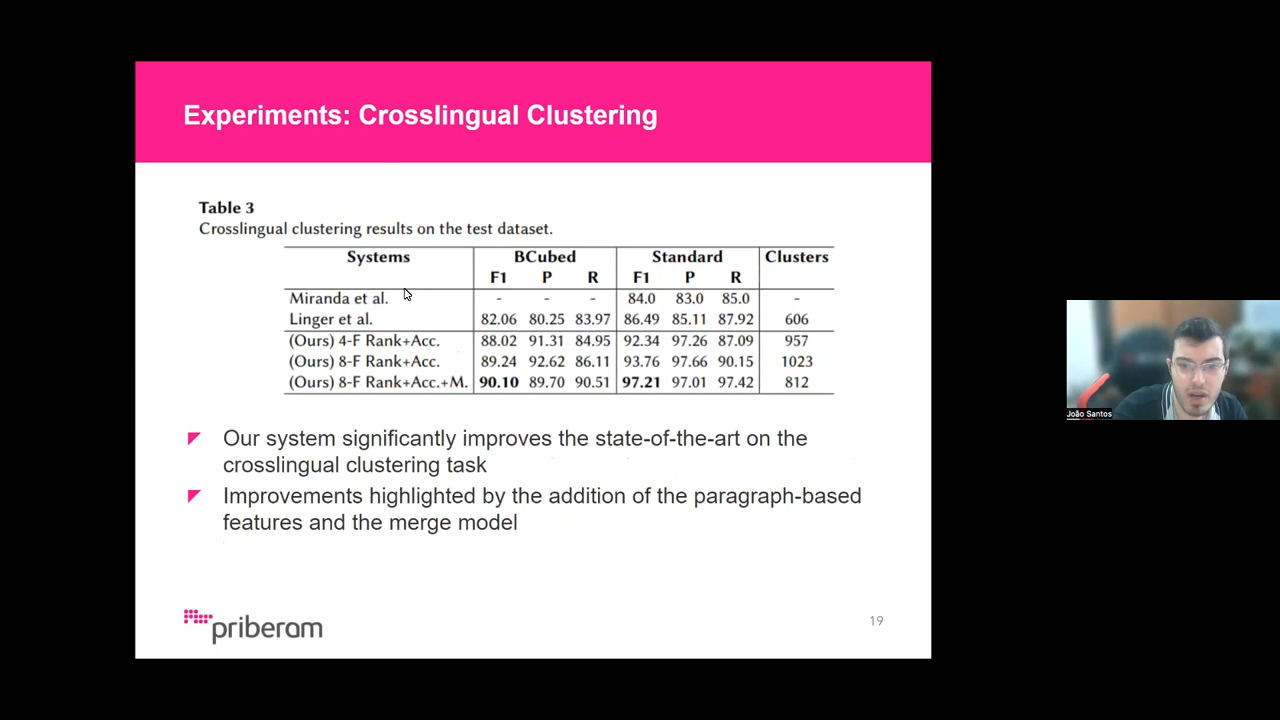 Experiments: Crosslingual Clustering
Table 3
Crosslingual clustering results on the test dataset.
Systems BCubed Standard Clusters
F1 P R F1 P R
Miranda et al. - - - 84.0 83.0 85.0 -
Linger et al. 82.06 80.25 83.97 86.49 85.11 87.92 606
(Ours) 4-F Rank+Acc. 88.02 91.31 84.95 92.34 97.26 87.09 957
(Ours) 8-F Rank+Acc. 89.24 92.62 86.11 93.76 97.66 90.15 1023
(Ours) 8-F Rank+Acc.+M. 90.10 89.70 90.51 97.21 97.01 97.42 812
Our system significantly improves the state-of-the-art on the
crosslingual clustering task
Improvements highlighted by the addition of the paragraph-based
features and the merge model
priberam
19
João Santos